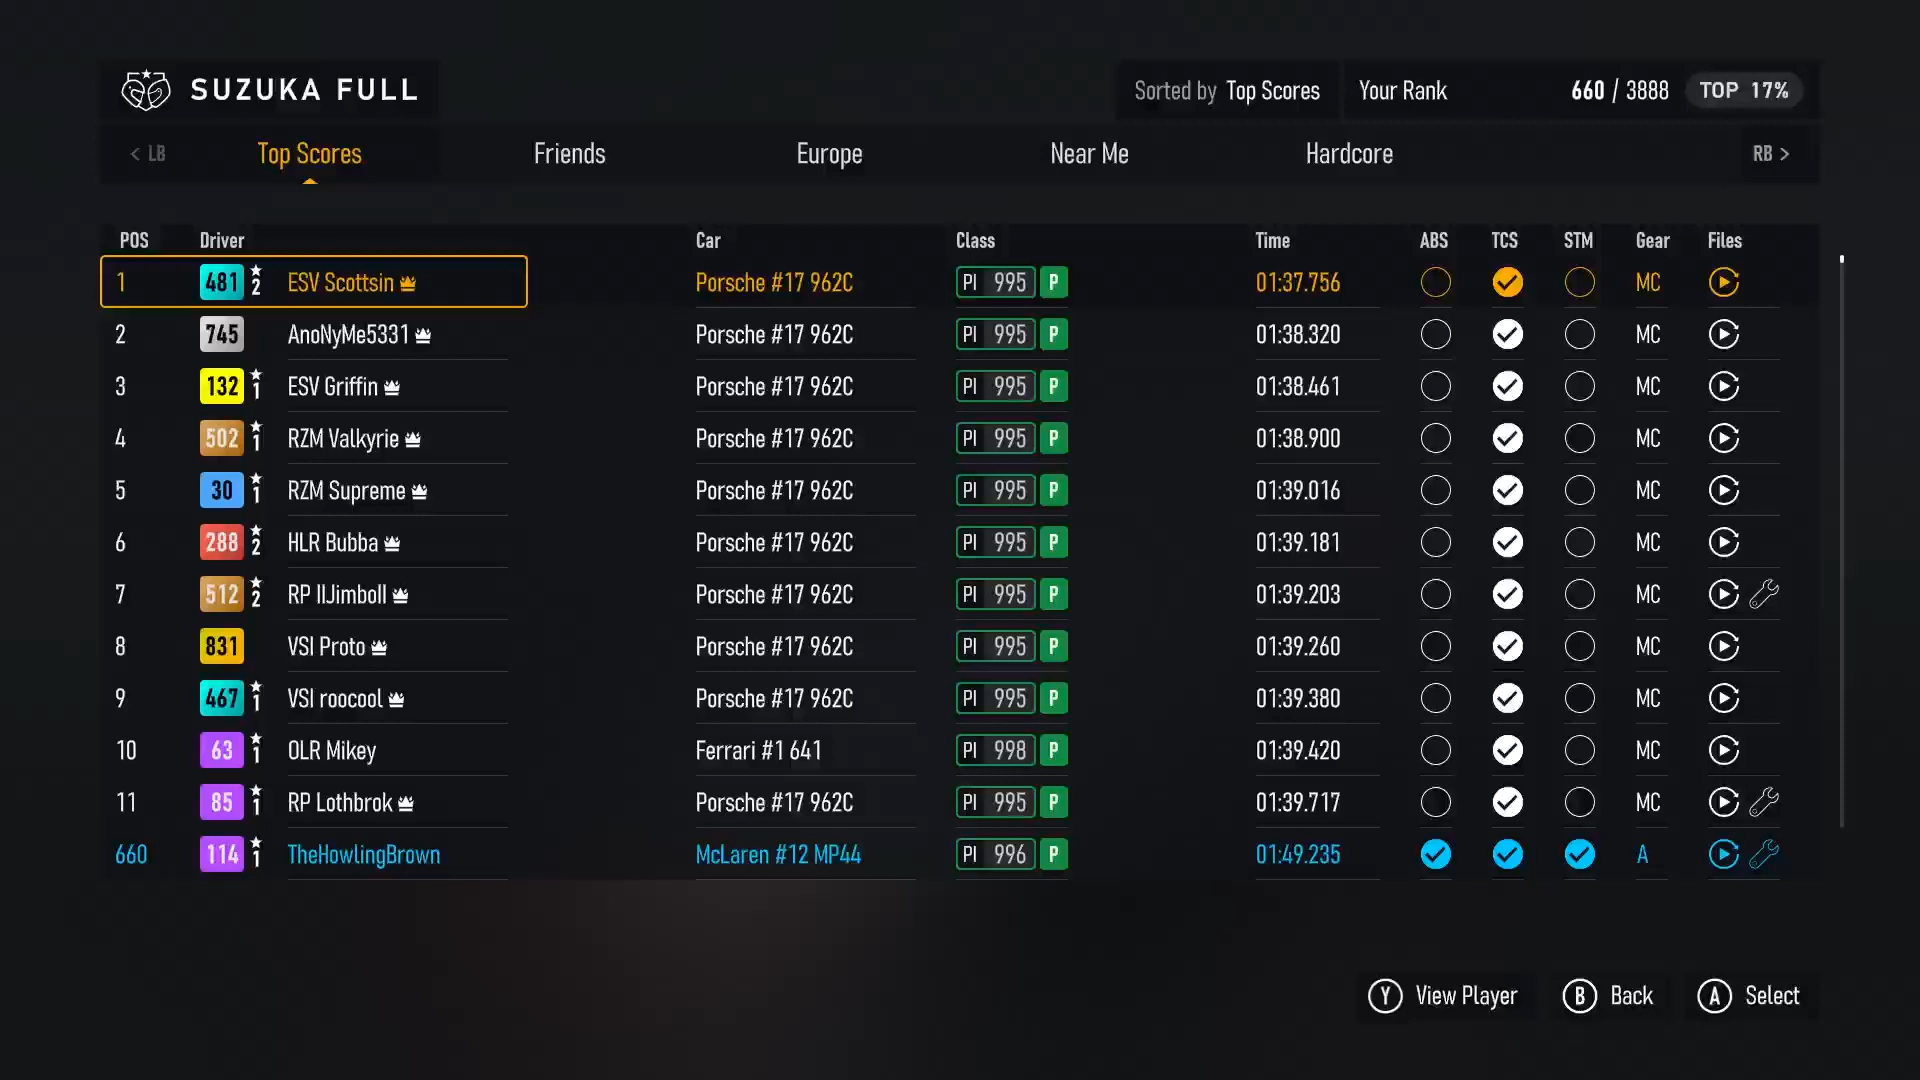 SUZUKA FULL
Sorted by Top Scores Your Rank 660 / 3888 TOP 17%
< LB Top Scores Friends Europe Near Me Hardcore RB >
POS Driver Car Class Time ABS TCS STM Gear Files
1 481 2 ESV Scottsin Porsche #17 962C PI 995 P 01:37.756 MC
2 745 AnoNyMe5331 Porsche #17 962C PI 995 P 01:38.320 MC
3 132 1 ESV Griffin Porsche #17 962C PI 995 P 01:38.461 MC
4 502 1 RZM Valkyrie Porsche #17 962C PI 995 P 01:38.900 MC
5 30 1 RZM Supreme Porsche #17 962C PI 995 P 01:39.016 MC
6 288 2 HLR Bubba Porsche #17 962C PI 995 P 01:39.181 MC
7 512 2 RP IIJimboII Porsche #17 962C PI 995 P 01:39.203 MC
8 831 VSI Proto Porsche #17 962C PI 995 P 01:39.260 MC
9 467 1 VSI roocool Porsche #17 962C PI 995 P 01:39.380 MC
10 63 1 OLR Mikey Ferrari #1 641 PI 998 P 01:39.420 MC
11 85 1 RP Lothbrok Porsche #17 962C PI 995 P 01:39.717 MC
660 114 1 TheHowlingBrown McLaren #12 MP44 PI 996 P 01:49.235 A
Y View Player B Back A Select